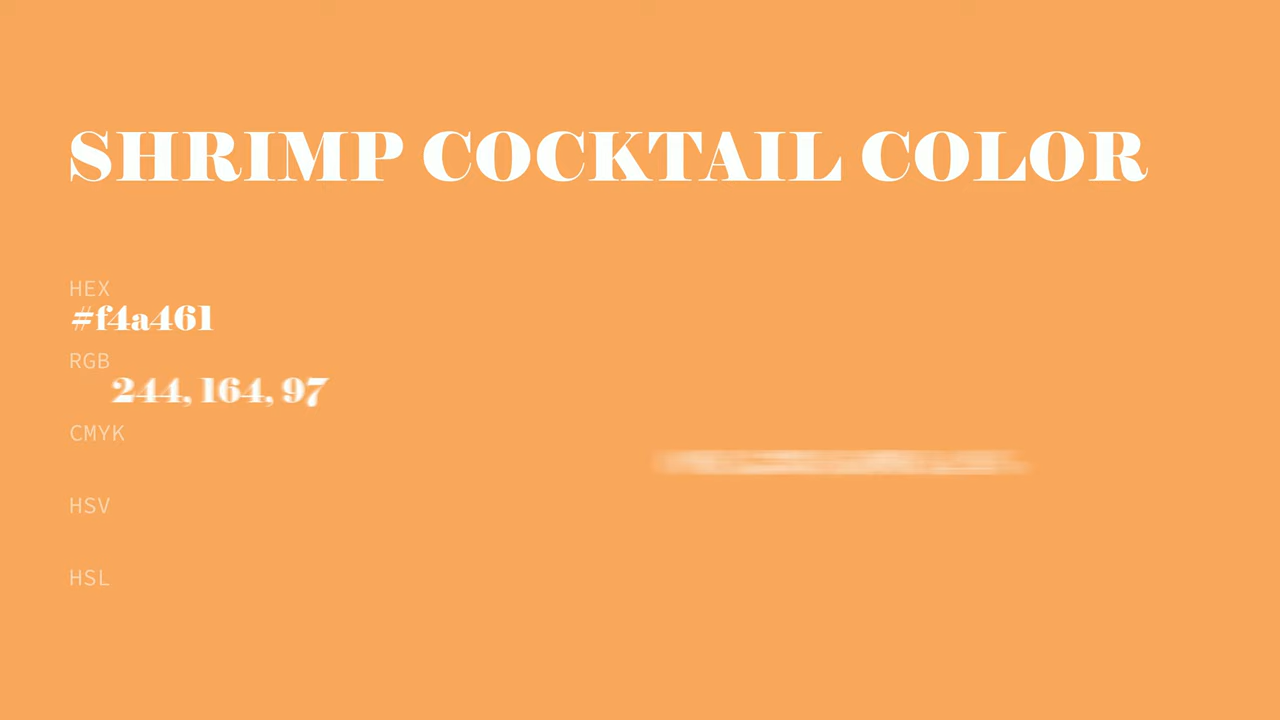 SHRIMP COCKTAIL COLOR
HEX
#f4a461
RGB
244, 164, 97
CMYK
HSV
HSL